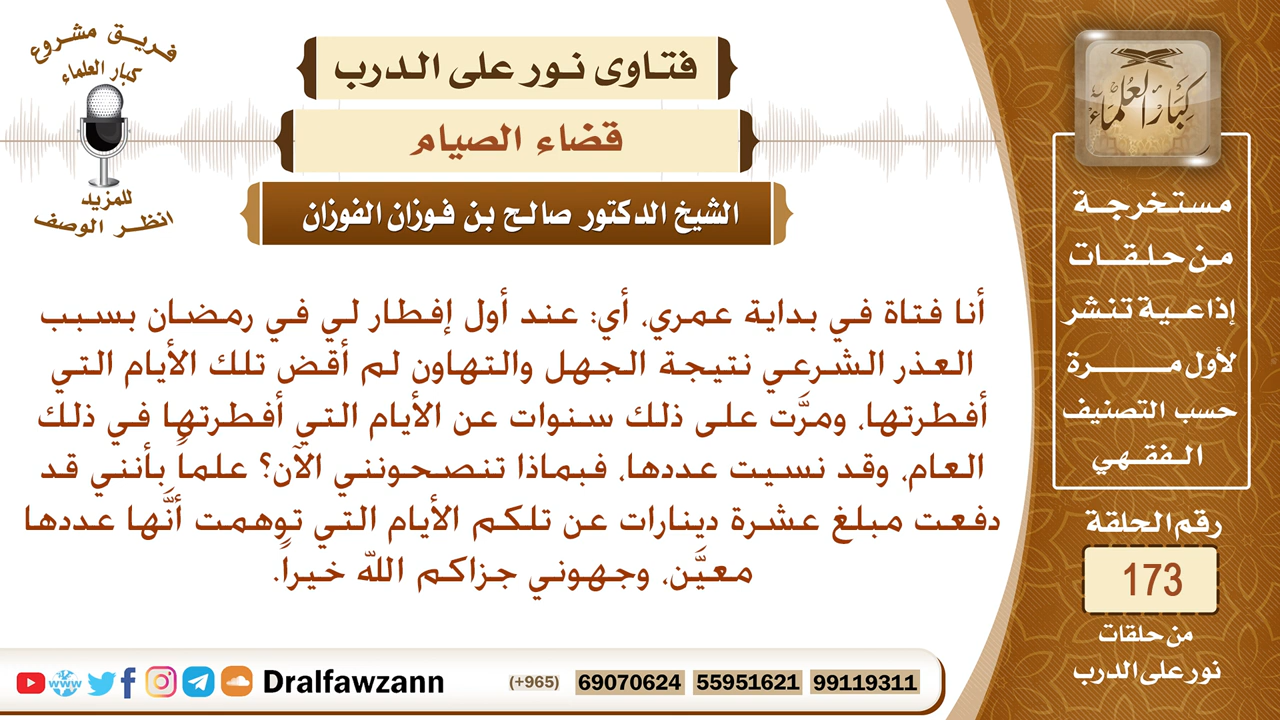 فريق مشروع
كبار العلماء
للمزيد
انظر الوصف
فتاوى نور على الدرب
قضاء الصيام
الشيخ الدكتور صالح بن فوزان الفوزان
أنا فتاة في بداية عمري، أي: عند أول إفطار لي في رمضان بسبب
العذر الشرعي نتيجة الجهل والتهاون لم أقض تلك الأيام التي
أفطرتها، ومرَّت على ذلك سنوات عن الأيام التي أفطرتها في ذلك
العام، وقد نسيت عددها، فبماذا تنصحونني الآن؟ علماً بأنني قد
دفعت مبلغ عشرة دينارات عن تلكم الأيام التي توهمت أنَّها عددها
معيَّن، وجهوني جزاكم الله خيراً.
كبار العلماء
مستخرجة
من حلقات
إذاعية تنشر
لأول مرة
حسب التصنيف
الفقهي
رقم الحلقة
173
من حلقات
نور على الدرب
www Dralfawzann (+965) 69070624 55951621 99119311